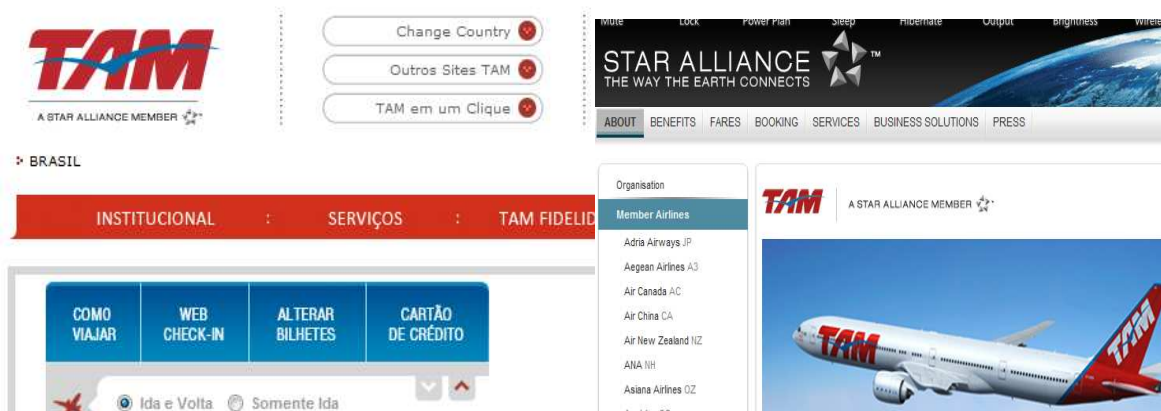 TAM
A STAR ALLIANCE MEMBER
Change Country
Outros Sites TAM
TAM em um Clique
BRASIL
INSTITUCIONAL : SERVIÇOS : TAM FIDELID
COMO VIAJAR
WEB CHECK-IN
ALTERAR BILHETES
CARTÃO DE CRÉDITO
Ida e Volta Somente Ida
Mute Lock Power Plan Sleep Hibernate Output Brightness Wirele
STAR ALLIANCE ™
THE WAY THE EARTH CONNECTS
ABOUT BENEFITS FARES BOOKING SERVICES BUSINESS SOLUTIONS PRESS
Organisation
Member Airlines
Adria Airways JP
Aegean Airlines A3
Air Canada AC
Air China CA
Air New Zealand NZ
ANA NH
Asiana Airlines OZ
TAM A STAR ALLIANCE MEMBER
TAM
TAM